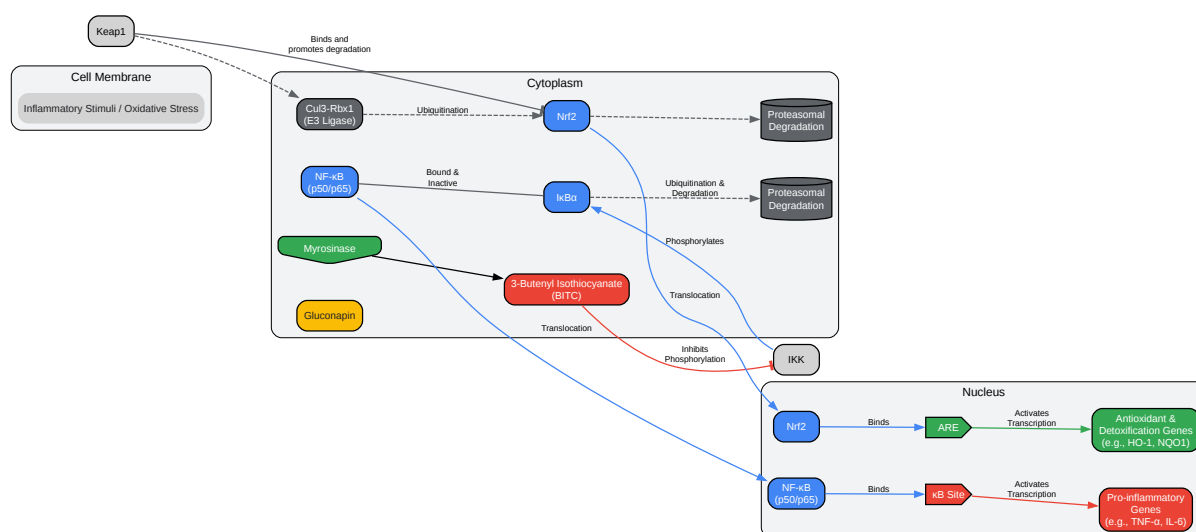 Keap1
Binds and
promotes degradation
Cell Membrane
Inflammatory Stimuli / Oxidative Stress
Cytoplasm
Cul3-Rbx1
(E3 Ligase)
Ubiquitination
Nrf2
Proteasomal
Degradation
NF-κB
(p50/p65)
Bound &
Inactive
IκBα
Ubiquitination &
Degradation
Proteasomal
Degradation
Myrosinase
Phosphorylates
3-Butenyl Isothiocyanate
(BITC)
Translocation
Gluconapin
Translocation
Inhibits
Phosphorylation
IKK
Nucleus
Nrf2
Binds
ARE
Activates
Transcription
Antioxidant &
Detoxification Genes
(e.g., HO-1, NQO1)
NF-κB
(p50/p65)
Binds
κB Site
Activates
Transcription
Pro-inflammatory
Genes
(e.g., TNF-α, IL-6)